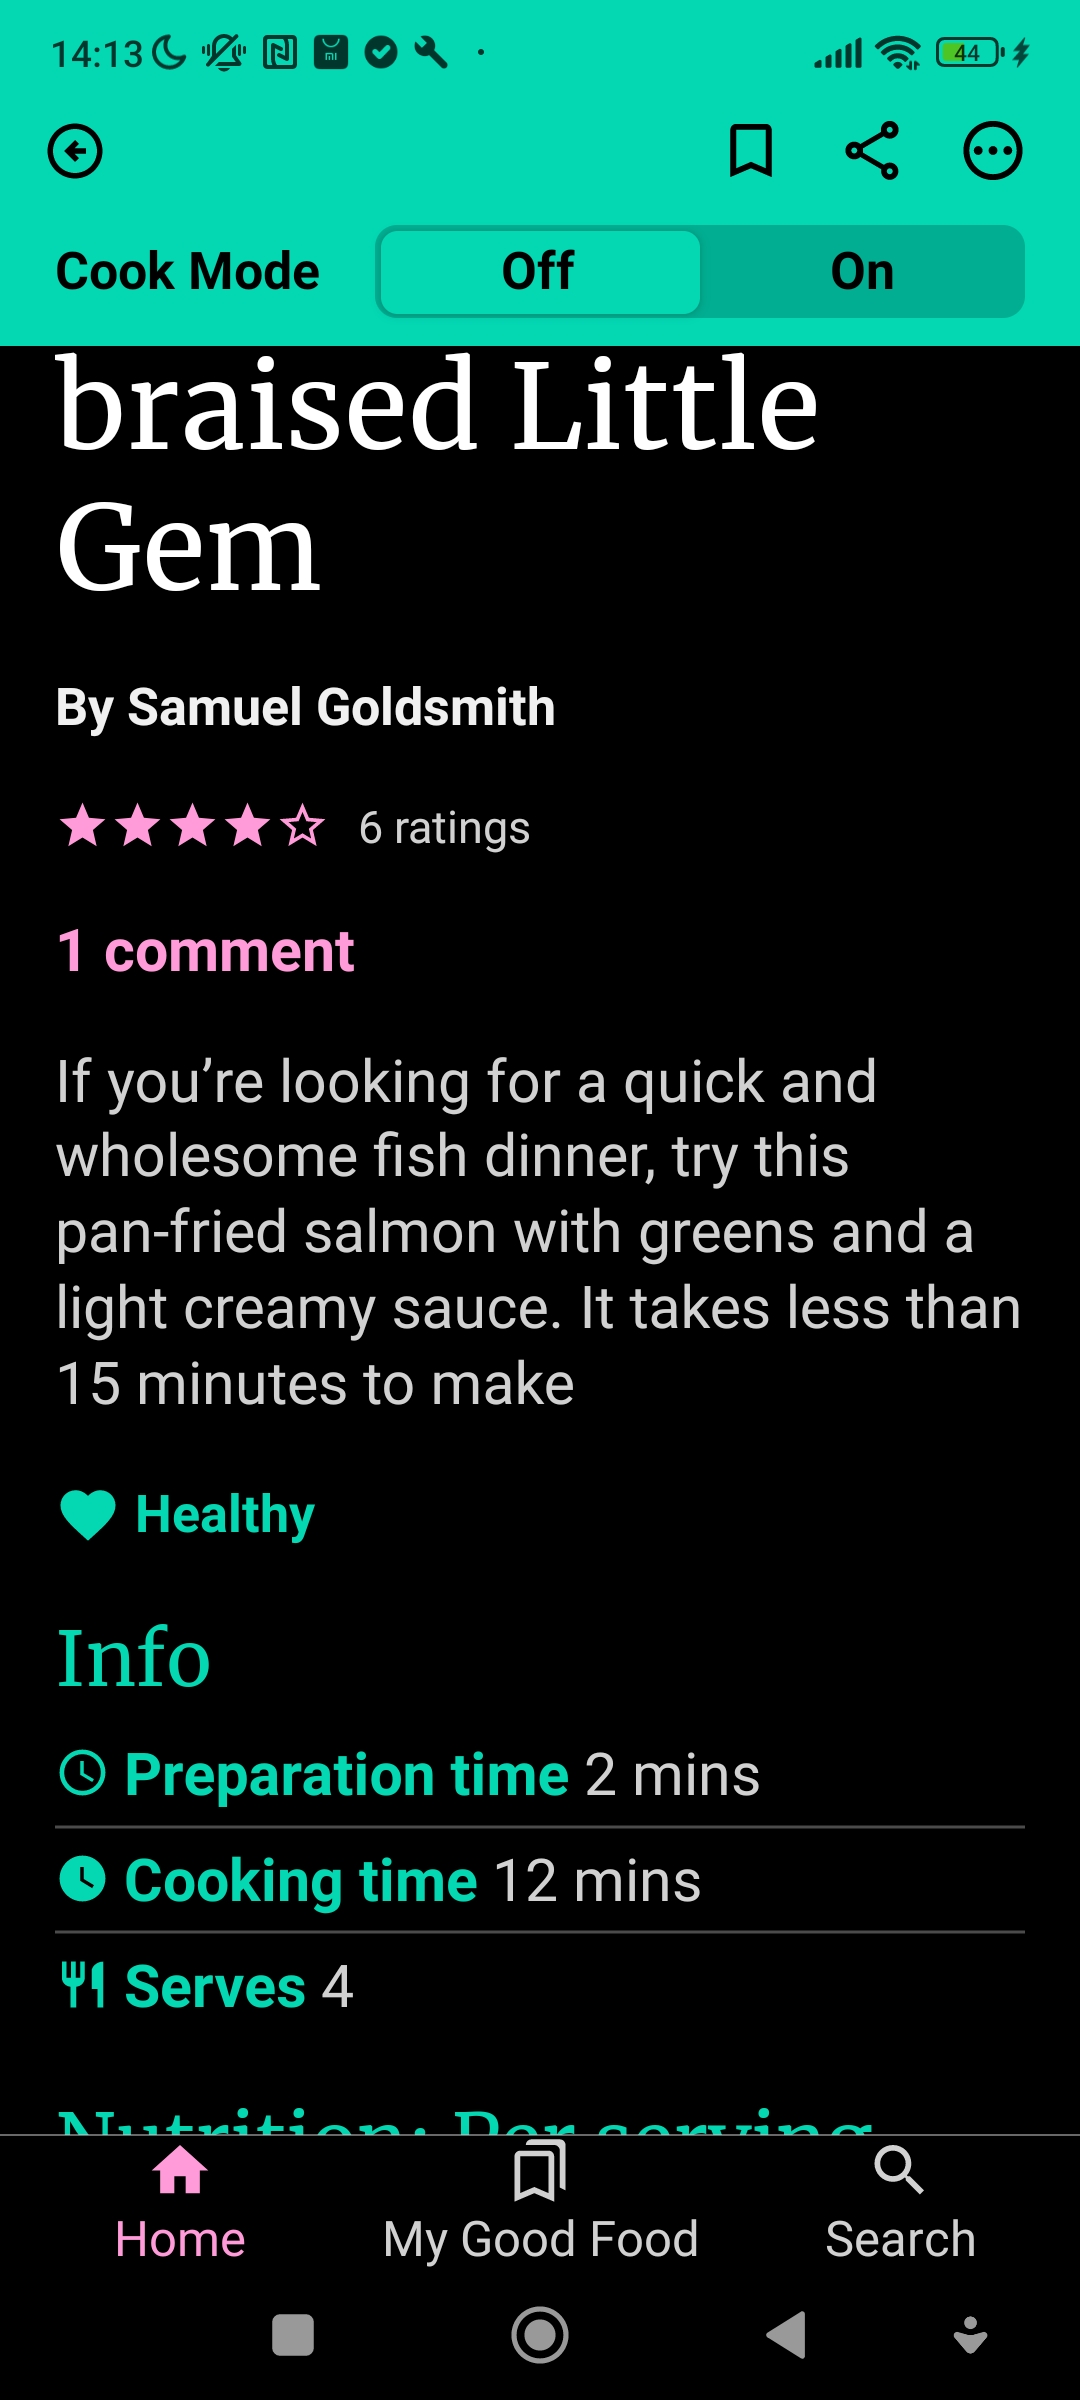 14:13
44
Cook Mode
Off
On
braised Little
Gem
By Samuel Goldsmith
6 ratings
1 comment
If you’re looking for a quick and
wholesome fish dinner, try this
pan-fried salmon with greens and a
light creamy sauce. It takes less than
15 minutes to make
Healthy
Info
Preparation time 2 mins
Cooking time 12 mins
Serves 4
Nutrition: Per serving
Home
My Good Food
Search